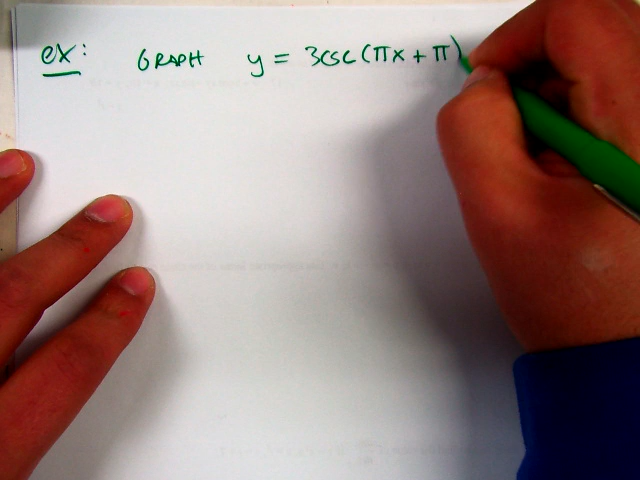 ex: GRAPH y = 3csc(πx + π)